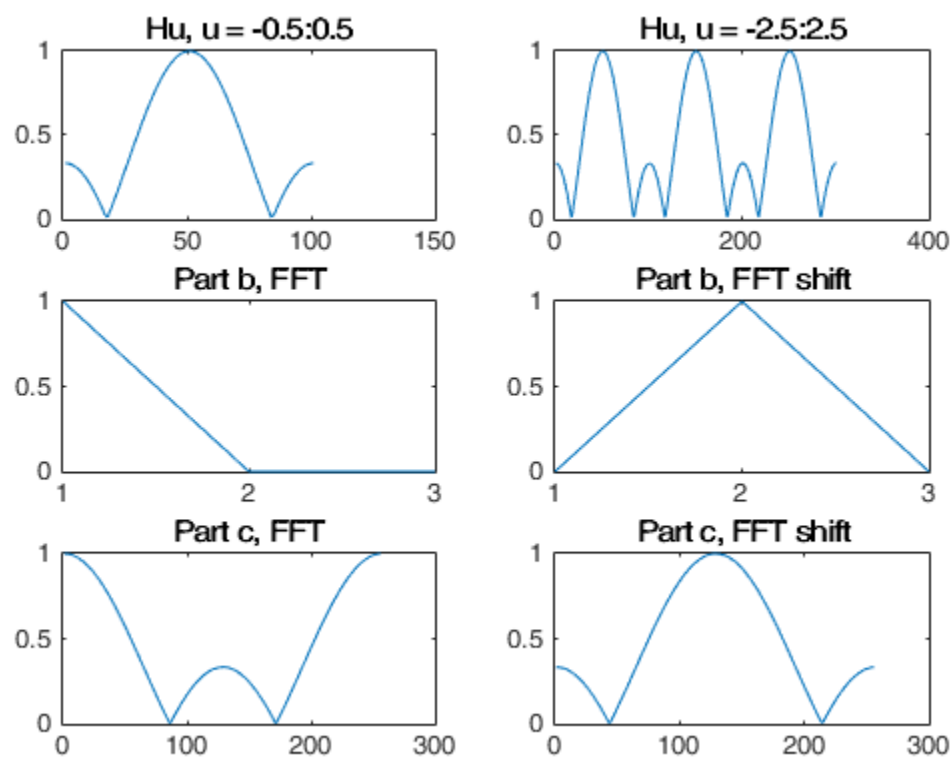 Hu, u = -0.5:0.5
1
0.5
0
0 50 100 150
Hu, u = -2.5:2.5
1
0.5
0
0 200 400
Part b, FFT
1
0.5
0
1 2 3
Part b, FFT shift
1
0.5
0
1 2 3
Part c, FFT
1
0.5
0
0 100 200 300
Part c, FFT shift
1
0.5
0
0 100 200 300